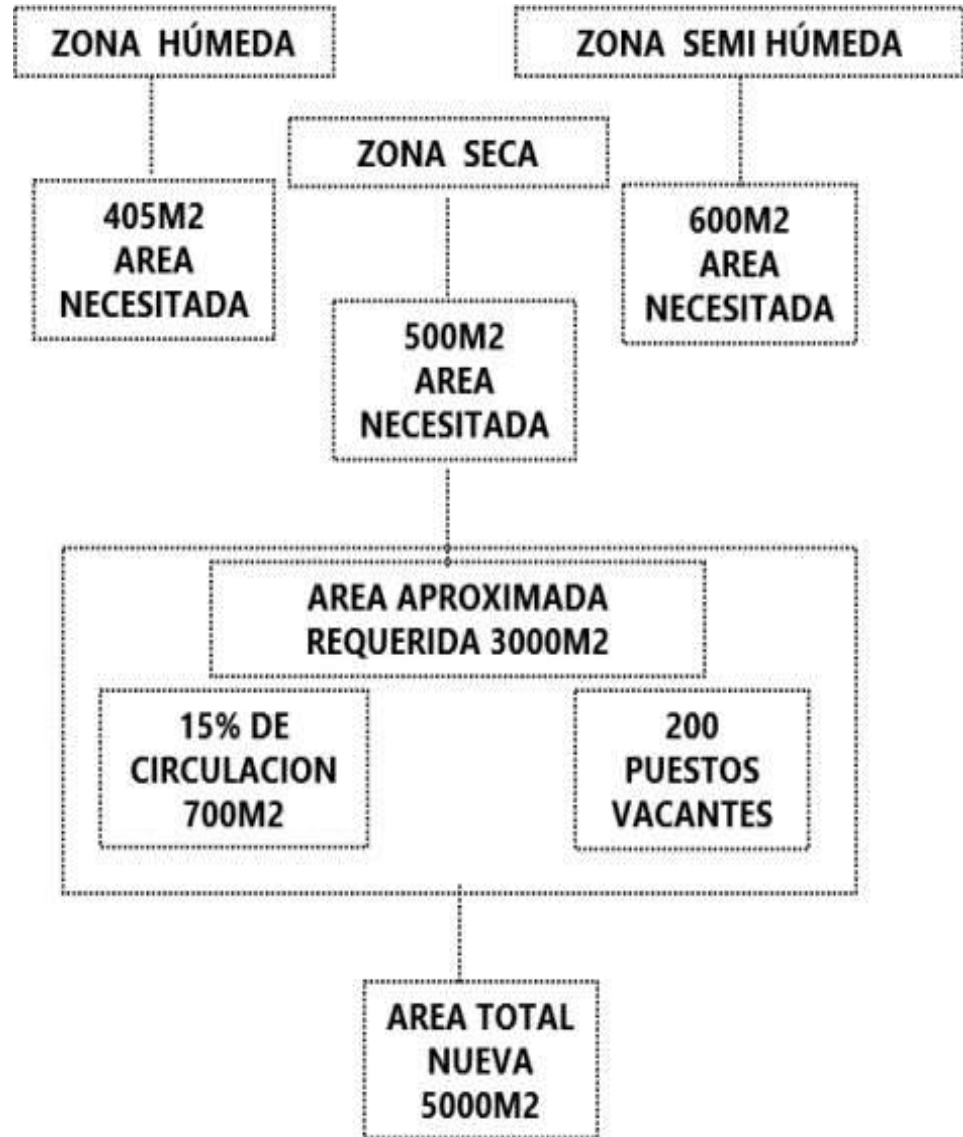 ZONA HÚMEDA
ZONA SEMI HÚMEDA
ZONA SECA
405M2
AREA
NECESITADA
600M2
AREA
NECESITADA
500M2
AREA
NECESITADA
AREA APROXIMADA
REQUERIDA 3000M2
15% DE
CIRCULACION
700M2
200
PUESTOS
VACANTES
AREA TOTAL
NUEVA
5000M2